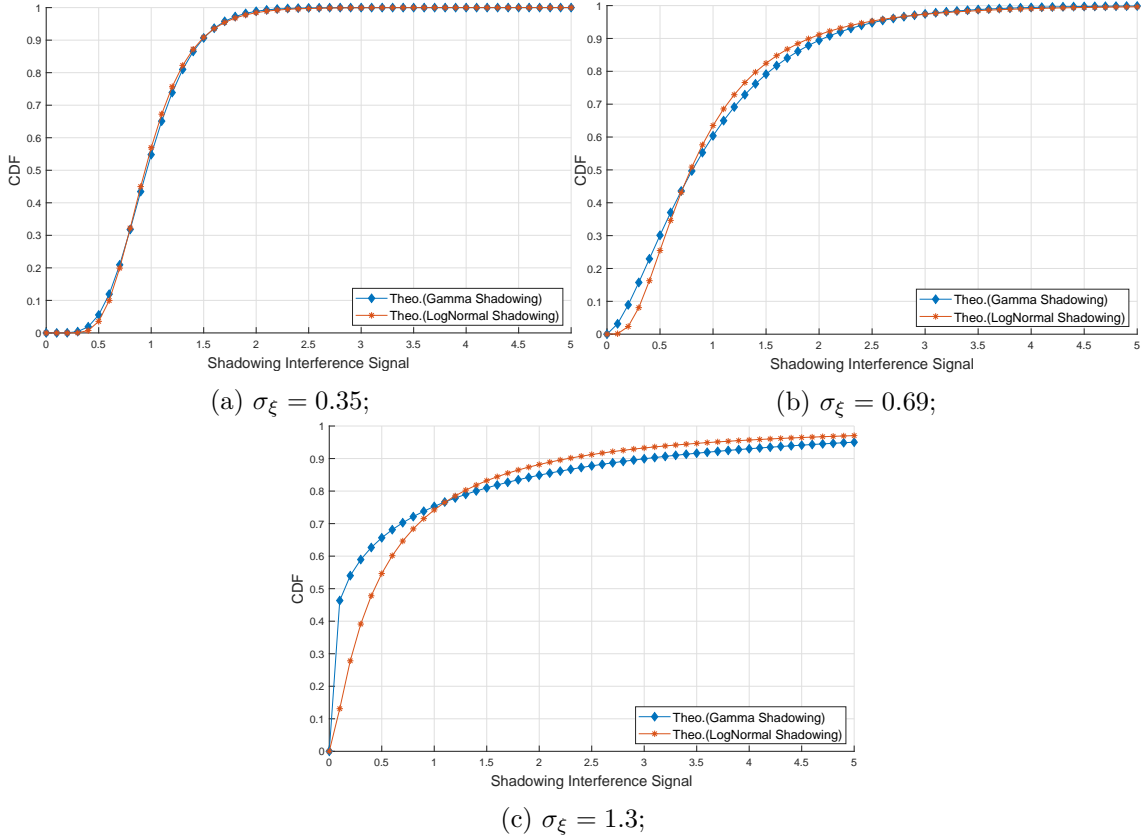 1
0.9
0.8
0.7
0.6
0.5
0.4
0.3
0.2
0.1
0
CDF
0 0.5 1 1.5 2 2.5 3 3.5 4 4.5 5
Shadowing Interference Signal
Theo.(Gamma Shadowing)
Theo.(LogNormal Shadowing)
(a) σ_ξ = 0.35;
1
0.9
0.8
0.7
0.6
0.5
0.4
0.3
0.2
0.1
0
CDF
0 0.5 1 1.5 2 2.5 3 3.5 4 4.5 5
Shadowing Interference Signal
Theo.(Gamma Shadowing)
Theo.(LogNormal Shadowing)
(b) σ_ξ = 0.69;
1
0.9
0.8
0.7
0.6
0.5
0.4
0.3
0.2
0.1
0
CDF
0 0.5 1 1.5 2 2.5 3 3.5 4 4.5 5
Shadowing Interference Signal
Theo.(Gamma Shadowing)
Theo.(LogNormal Shadowing)
(c) σ_ξ = 1.3;